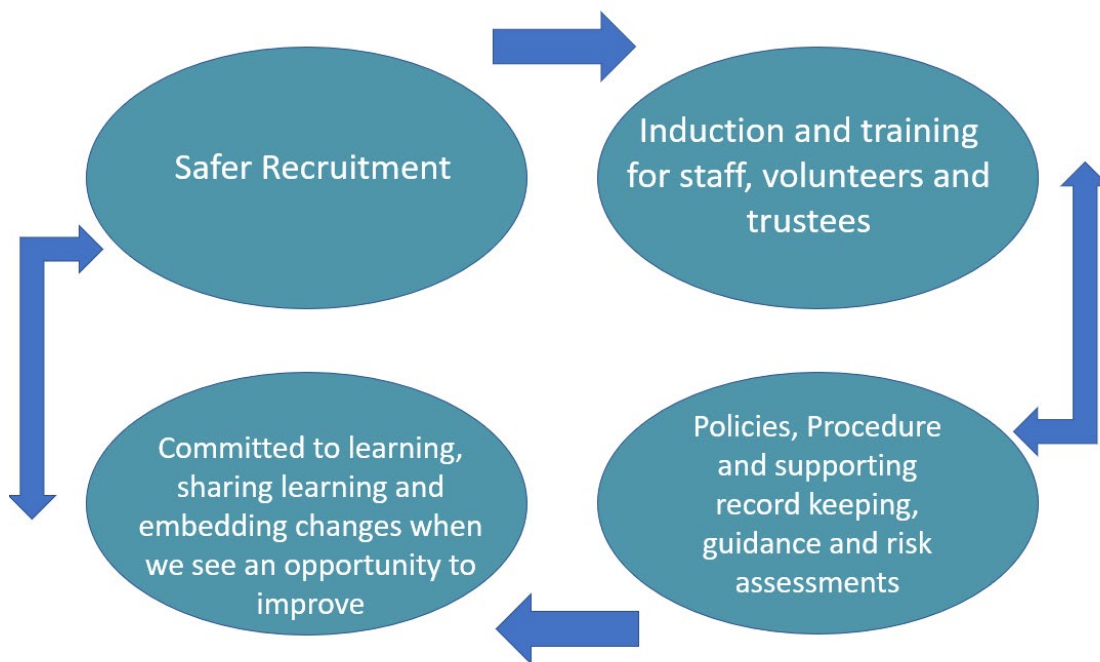 Safer Recruitment
Induction and training
for staff, volunteers and
trustees
Committed to learning,
sharing learning and
embedding changes when
we see an opportunity to
improve
Policies, Procedure
and supporting
record keeping,
guidance and risk
assessments